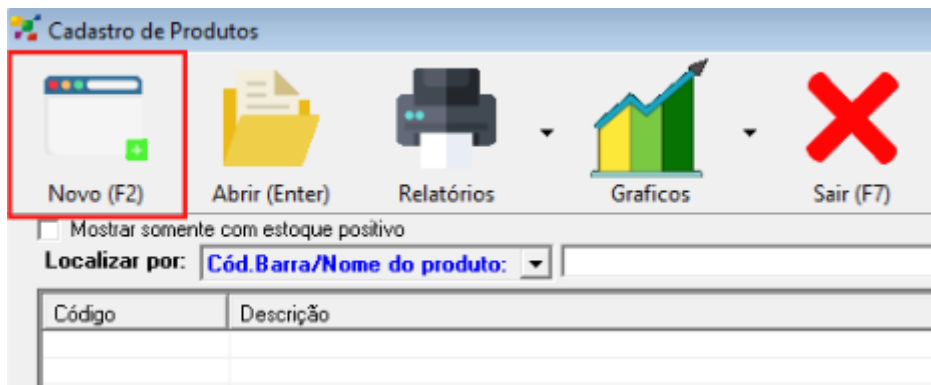 Cadastro de Produtos
Novo (F2) Abrir (Enter) Relatórios Graficos Sair (F7)
Mostrar somente com estoque positivo
Localizar por: Cód.Barra/Nome do produto:
Código Descrição